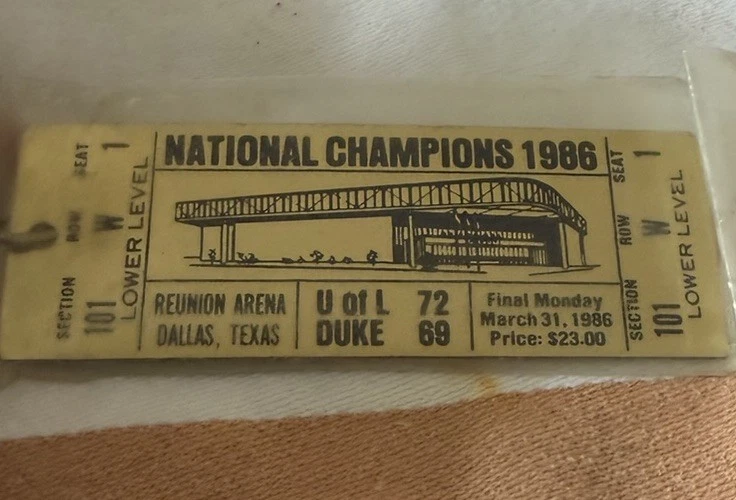 SECTION 101 ROW W SEAT 1
LOWER LEVEL
NATIONAL CHAMPIONS 1986
REUNION ARENA
DALLAS, TEXAS
U of L 72
DUKE 69
Final Monday
March 31, 1986
Price: $23.00
SECTION 101 ROW W SEAT 1
LOWER LEVEL